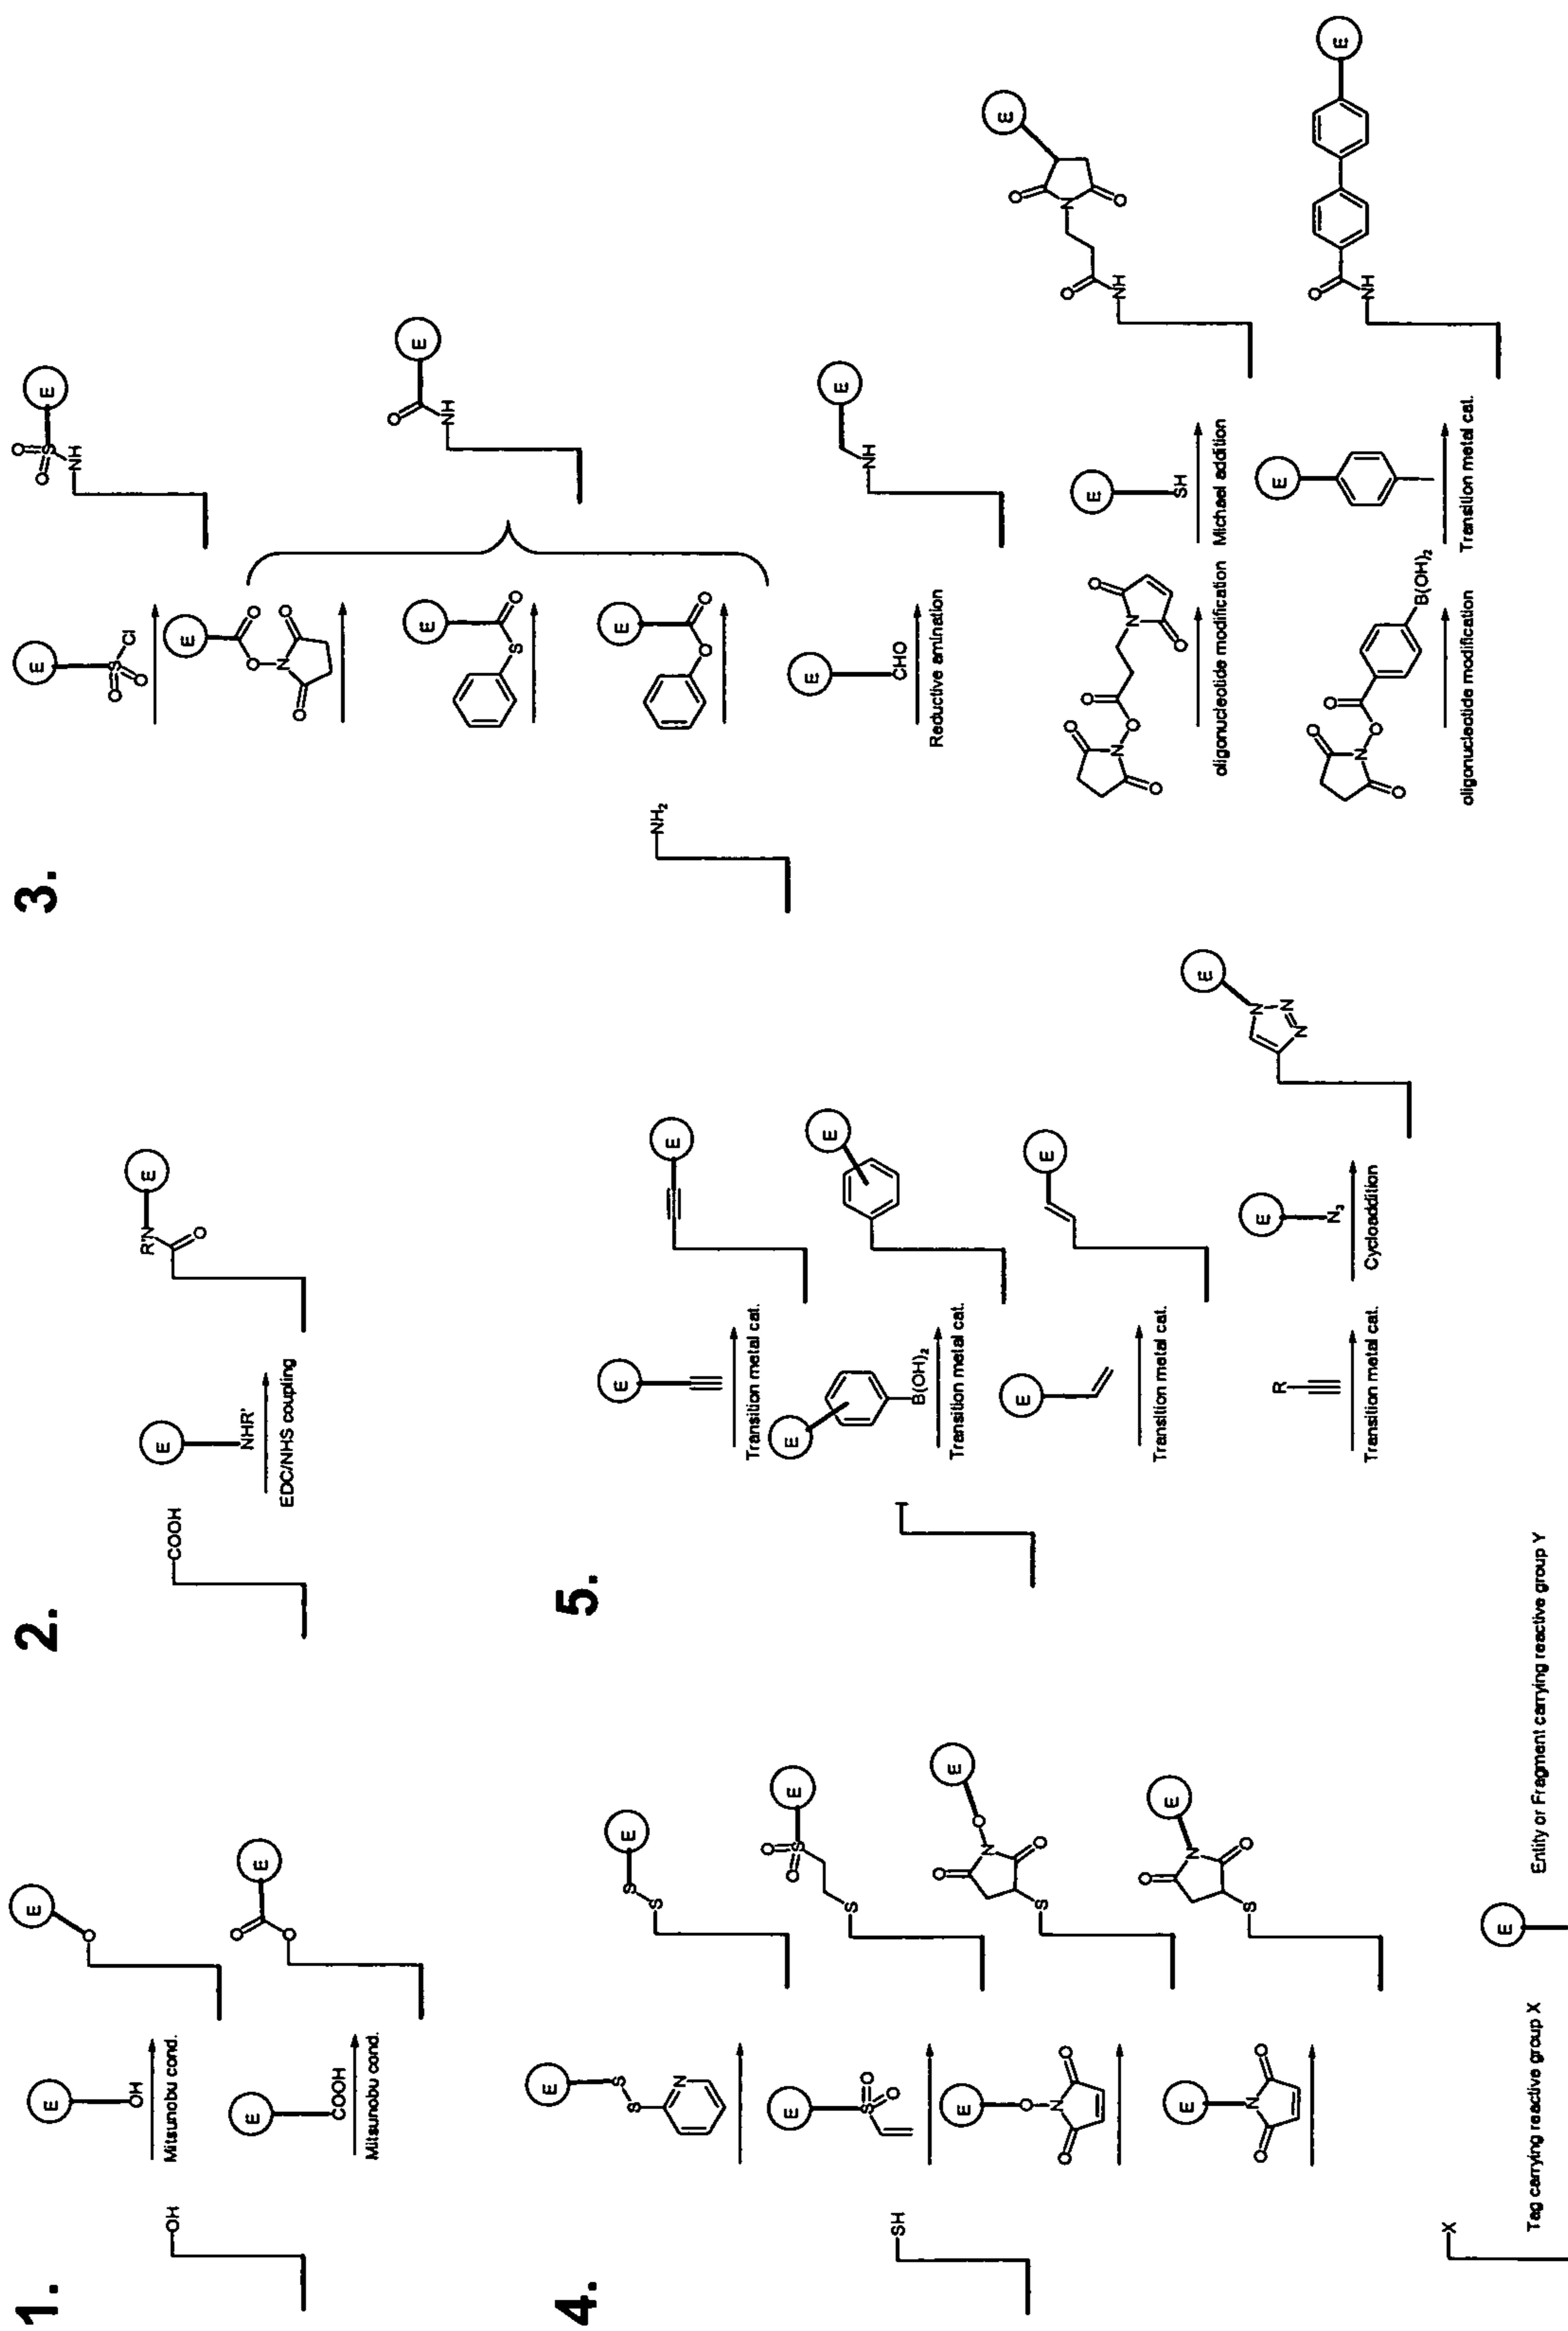 1.
OH
E
OH
Mitsunobu cond.
E
O
E
COOH
Mitsunobu cond.
O
O
E
2.
COOH
E
NHR'
EDC/NHS coupling
R'N
E
O
3.
NH₂
E
S
O
O
Cl
O
S
O
NH
E
E
O
O
N
O
O
E
S
O
E
O
O
O
NH
E
E
CHO
Reductive amination
NH
E
O
N
O
O
O
N
O
O
oligonucleotide modification
E
SH
Michael addition
NH
O
N
O
O
E
O
N
O
O
O
B(OH)₂
oligonucleotide modification
E
Transition metal cat.
NH
O
E
4.
SH
E
S
S
N
S
S
E
E
S
O
O
S
O
S
O
E
E
O
N
O
O
S
O
N
O
O
E
E
N
O
O
S
O
N
O
E
5.
I
E
Transition metal cat.
E
E
B(OH)₂
Transition metal cat.
E
E
Transition metal cat.
E
R
Transition metal cat.
E
N₃
Cycloaddition
N
N
N
E
X
Tag carrying reactive group X
E
Entity or Fragment carrying reactive group Y